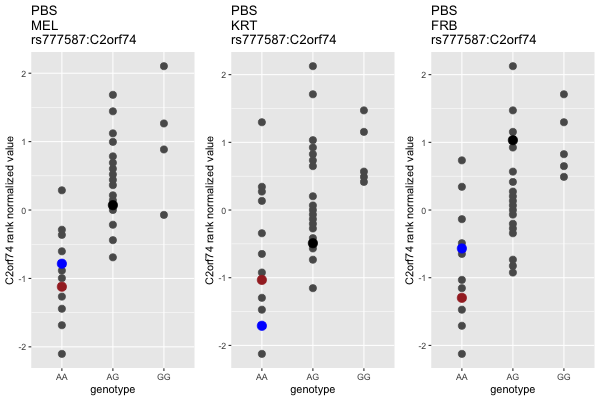 PBS
MEL
rs777587:C2orf74
C2orf74 rank normalized value
2
1
0
-1
-2
AA
AG
GG
genotype
PBS
KRT
rs777587:C2orf74
C2orf74 rank normalized value
2
1
0
-1
-2
AA
AG
GG
genotype
PBS
FRB
rs777587:C2orf74
C2orf74 rank normalized value
2
1
0
-1
-2
AA
AG
GG
genotype